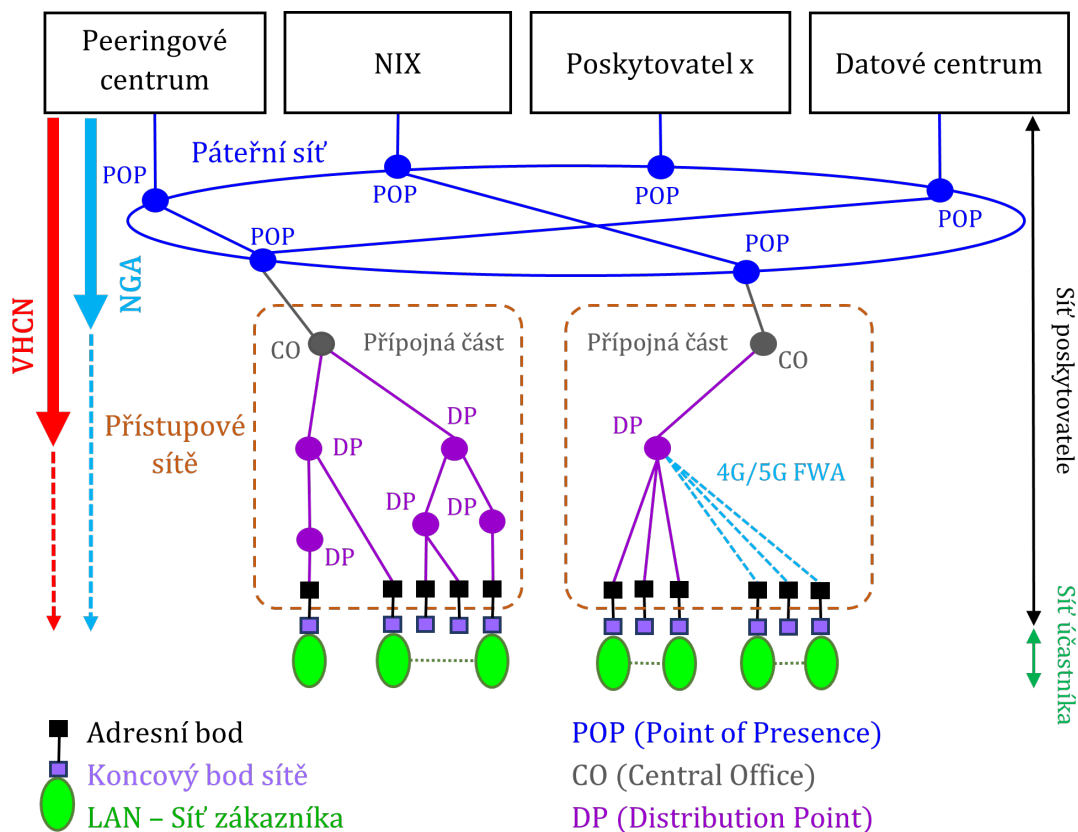 Peeringové
centrum
NIX
Poskytovatel x
Datové centrum
Páteřní síť
POP
POP
POP
POP
POP
POP
VHCN
NGA
Síť poskytovatele
CO
Přípojná část
Přípojná část
CO
Přístupové
sítě
DP
DP
DP
4G/5G FWA
DP
DP
DP
Síť účastníka
Adresní bod
Koncový bod sítě
LAN – Síť zákazníka
POP (Point of Presence)
CO (Central Office)
DP (Distribution Point)